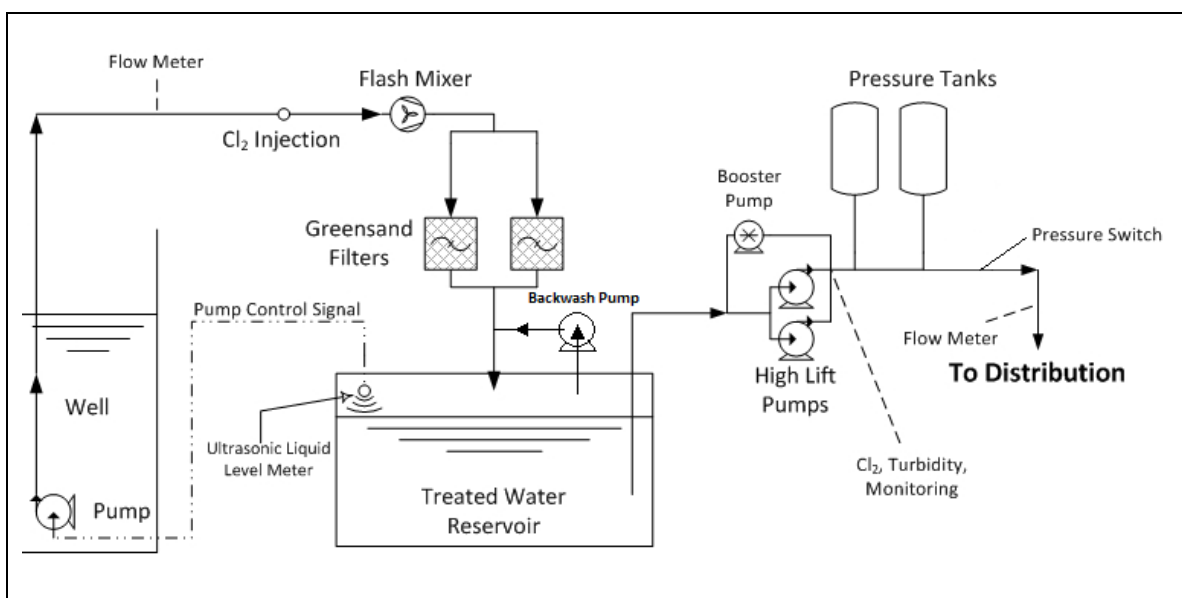 Flow Meter
Flash Mixer
Pressure Tanks
Cl₂ Injection
Booster
Pump
Greensand
Filters
Pressure Switch
Pump Control Signal
Backwash Pump
Flow Meter
To Distribution
High Lift
Pumps
Well
Ultrasonic Liquid
Level Meter
Cl₂, Turbidity,
Monitoring
Treated Water
Reservoir
Pump